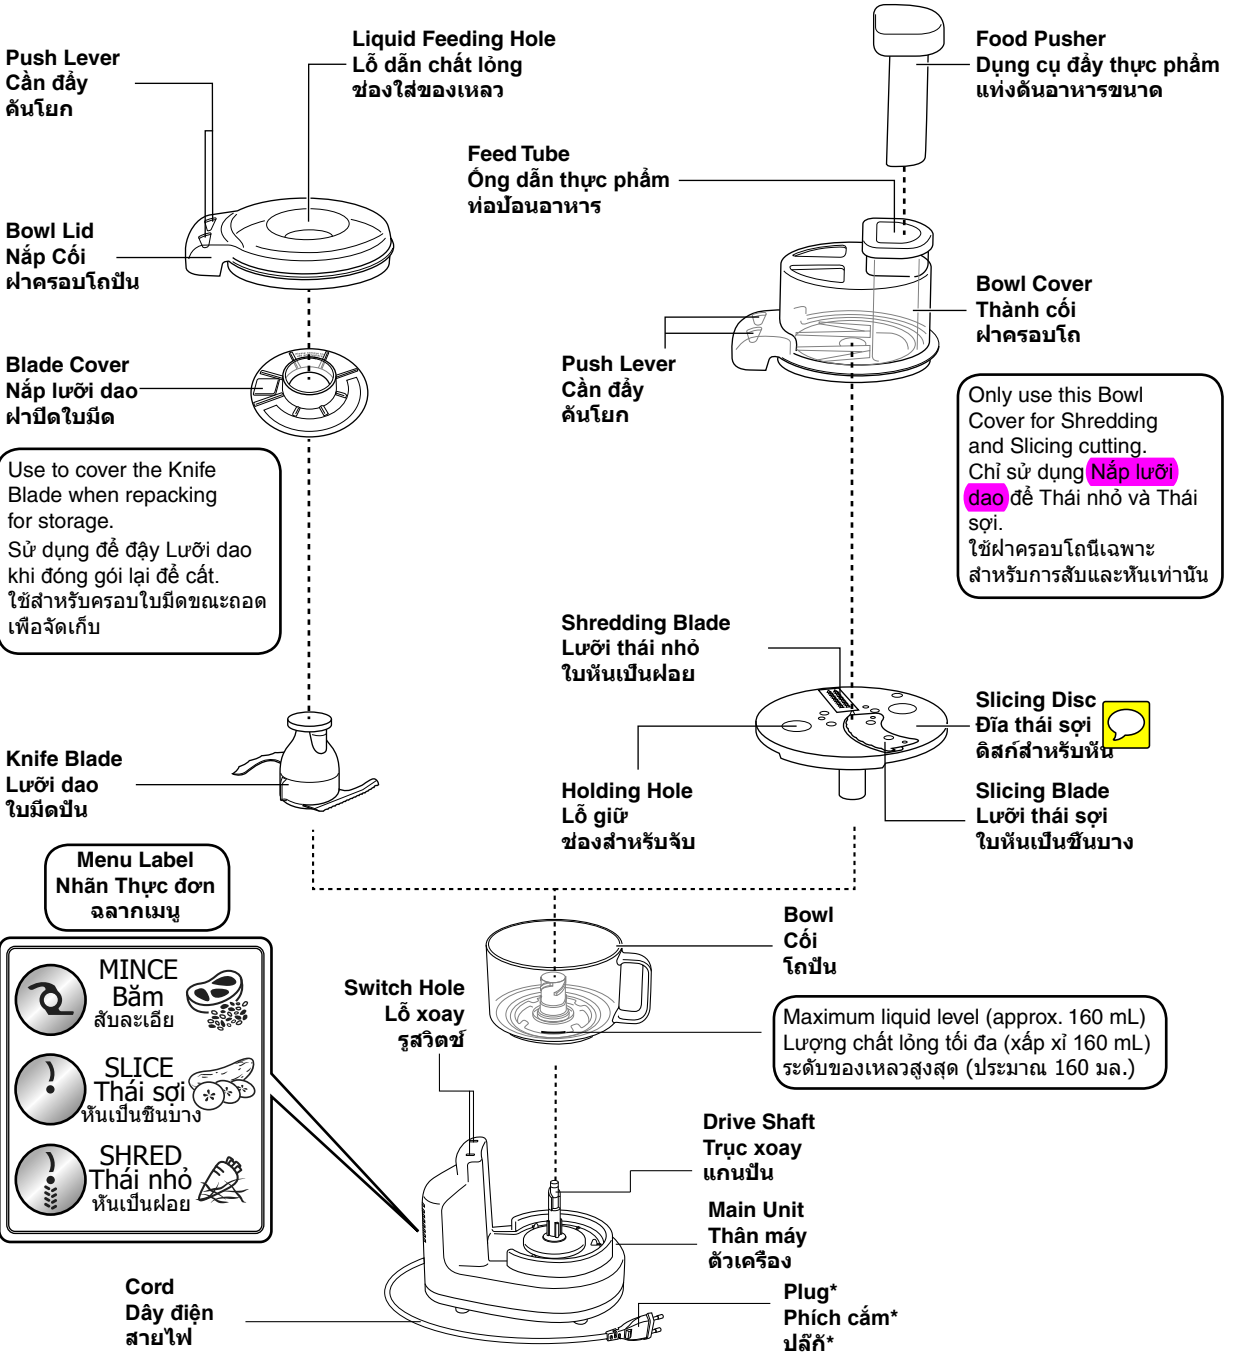 Push Lever
Cần đẩy
คันโยก
Liquid Feeding Hole
Lỗ dẫn chất lỏng
ช่องใส่ของเหลว
Food Pusher
Dụng cụ đẩy thực phẩm
แท่งดันอาหารขนาด
Feed Tube
Ống dẫn thực phẩm
ท่อป้อนอาหาร
Bowl Lid
Nắp Cối
ฝาครอบโถปั่น
Bowl Cover
Thành cối
ฝาครอบโถ
Blade Cover
Nắp lưỡi dao
ฝาปิดใบมีด
Push Lever
Cần đẩy
คันโยก
Only use this Bowl
Cover for Shredding
and Slicing cutting.
Chỉ sử dụng Nắp lưỡi
dao để Thái nhỏ và Thái
sợi.
ใช้ฝาครอบโถนี้เฉพาะ
สำหรับการสับและหั่นเท่านั้น
Use to cover the Knife
Blade when repacking
for storage.
Sử dụng để đậy Lưỡi dao
khi đóng gói lại để cất.
ใช้สำหรับครอบใบมีดขณะถอด
เพื่อจัดเก็บ
Shredding Blade
Lưỡi thái nhỏ
ใบหั่นเป็นฝอย
Slicing Disc
Đĩa thái sợi
ดิสก์สำหรับหั่น
Knife Blade
Lưỡi dao
ใบมีดปั่น
Holding Hole
Lỗ giữ
ช่องสำหรับจับ
Slicing Blade
Lưỡi thái sợi
ใบหั่นเป็นชิ้นบาง
Menu Label
Nhãn Thực đơn
ฉลากเมนู
MINCE
Băm
สับละเอีย
SLICE
Thái sợi
หั่นเป็นชิ้นบาง
SHRED
Thái nhỏ
หั่นเป็นฝอย
Bowl
Cối
โถปั่น
Switch Hole
Lỗ xoay
รูสวิตช์
Maximum liquid level (approx. 160 mL)
Lượng chất lỏng tối đa (xấp xỉ 160 mL)
ระดับของเหลวสูงสุด (ประมาณ 160 มล.)
Drive Shaft
Trục xoay
แกนปั่น
Main Unit
Thân máy
ตัวเครื่อง
Cord
Dây điện
สายไฟ
Plug*
Phích cắm*
ปลั๊ก*